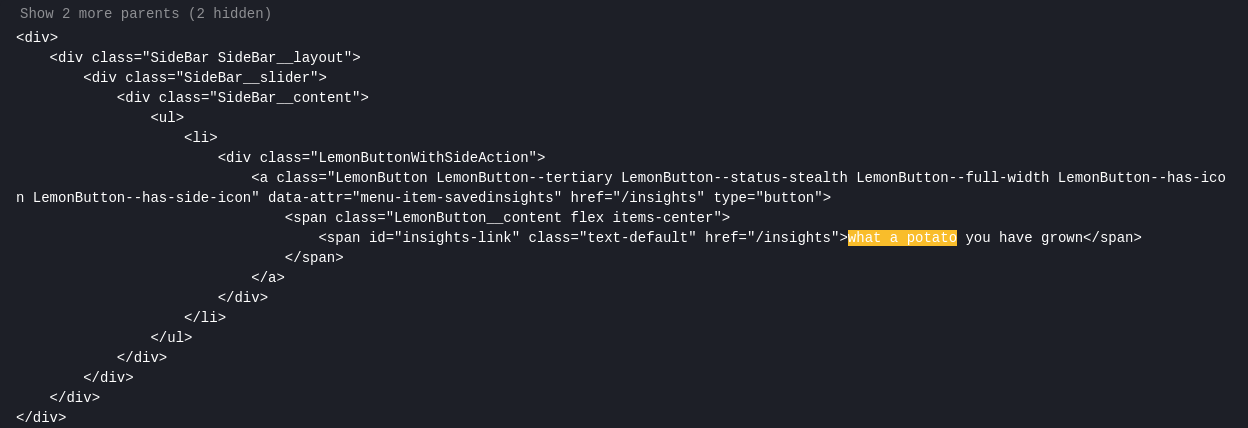 Show 2 more parents (2 hidden)
<div>
    <div class="SideBar SideBar__layout">
        <div class="SideBar__slider">
            <div class="SideBar__content">
                <ul>
                    <li>
                        <div class="LemonButtonWithSideAction">
                            <a class="LemonButton LemonButton--tertiary LemonButton--status-stealth LemonButton--full-width LemonButton--has-ico
n LemonButton--has-side-icon" data-attr="menu-item-savedinsights" href="/insights" type="button">
                                <span class="LemonButton__content flex items-center">
                                    <span id="insights-link" class="text-default" href="/insights">what a potato you have grown</span>
                                </span>
                            </a>
                        </div>
                    </li>
                </ul>
            </div>
        </div>
    </div>
</div>